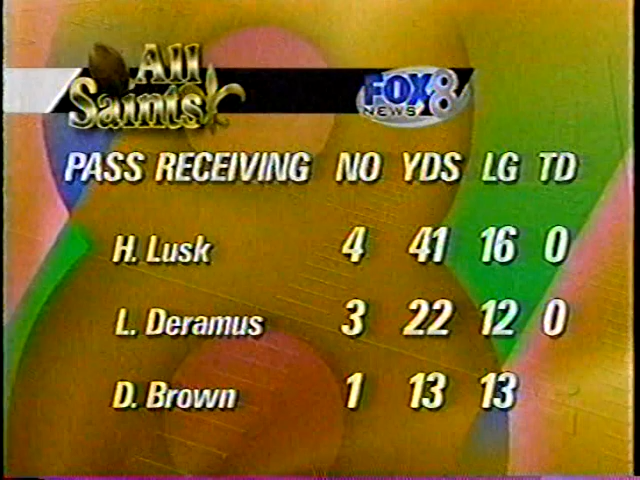 All
Saints
FOX 8
NEWS
PASS RECEIVING NO YDS LG TD
H. Lusk 4 41 16 0
L. Deramus 3 22 12 0
D. Brown 1 13 13